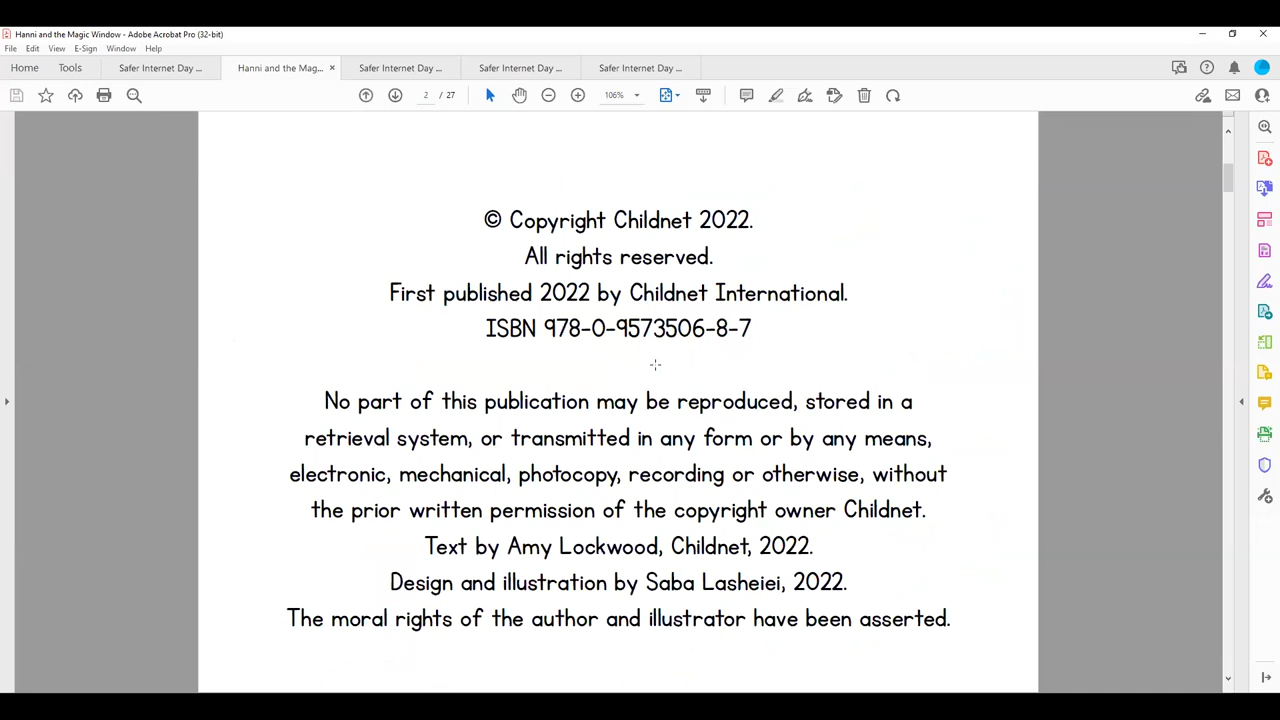 Hanni and the Magic Window - Adobe Acrobat Pro (32-bit)
File Edit View E-Sign Window Help
Home Tools Safer Internet Day ... Hanni and the Mag... × Safer Internet Day ... Safer Internet Day ... Safer Internet Day ...
2 / 27 106%
© Copyright Childnet 2022.
All rights reserved.
First published 2022 by Childnet International.
ISBN 978-0-9573506-8-7
No part of this publication may be reproduced, stored in a
retrieval system, or transmitted in any form or by any means,
electronic, mechanical, photocopy, recording or otherwise, without
the prior written permission of the copyright owner Childnet.
Text by Amy Lockwood, Childnet, 2022.
Design and illustration by Saba Lasheiei, 2022.
The moral rights of the author and illustrator have been asserted.